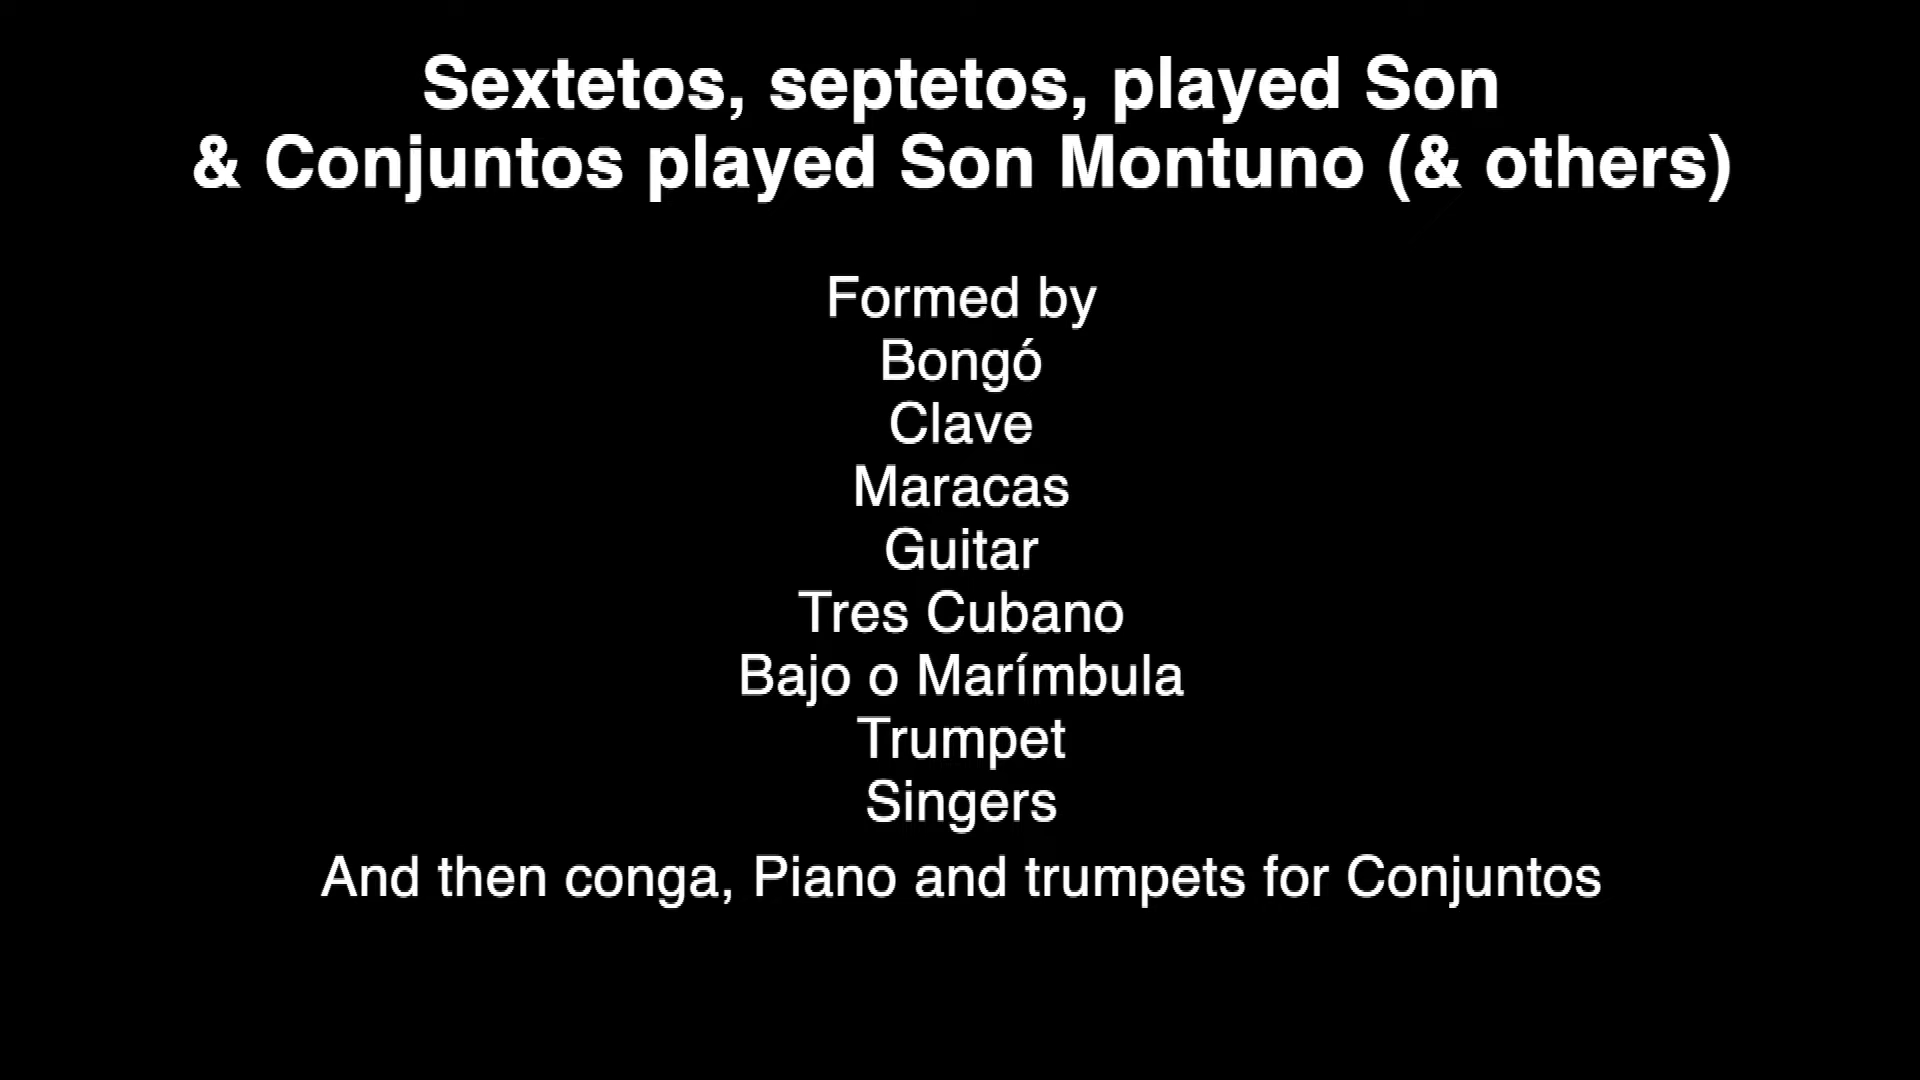 Sextetos, septetos, played Son
& Conjuntos played Son Montuno (& others)
Formed by
Bongó
Clave
Maracas
Guitar
Tres Cubano
Bajo o Marímbula
Trumpet
Singers
And then conga, Piano and trumpets for Conjuntos